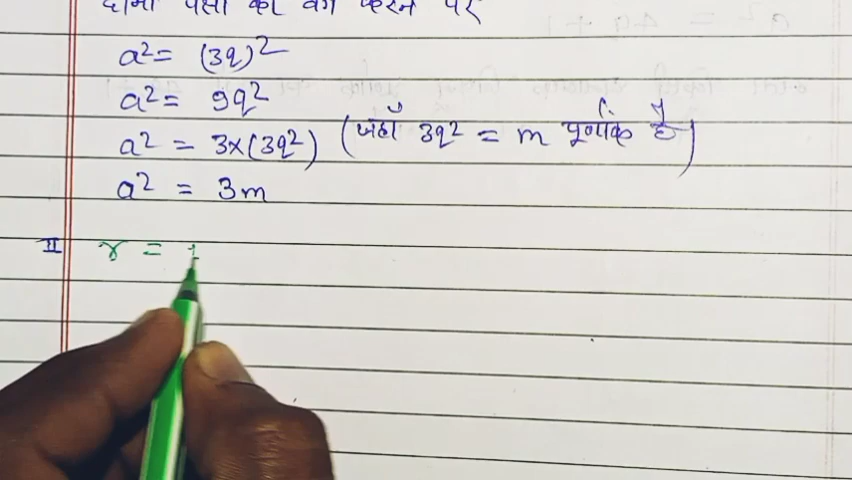 दोनों पक्षों का वर्ग करने पर
a² = (3q)²
a² = 9q²
a² = 3×(3q²) (जहाँ 3q² = m पूर्णांक है)
a² = 3m
II r = 1